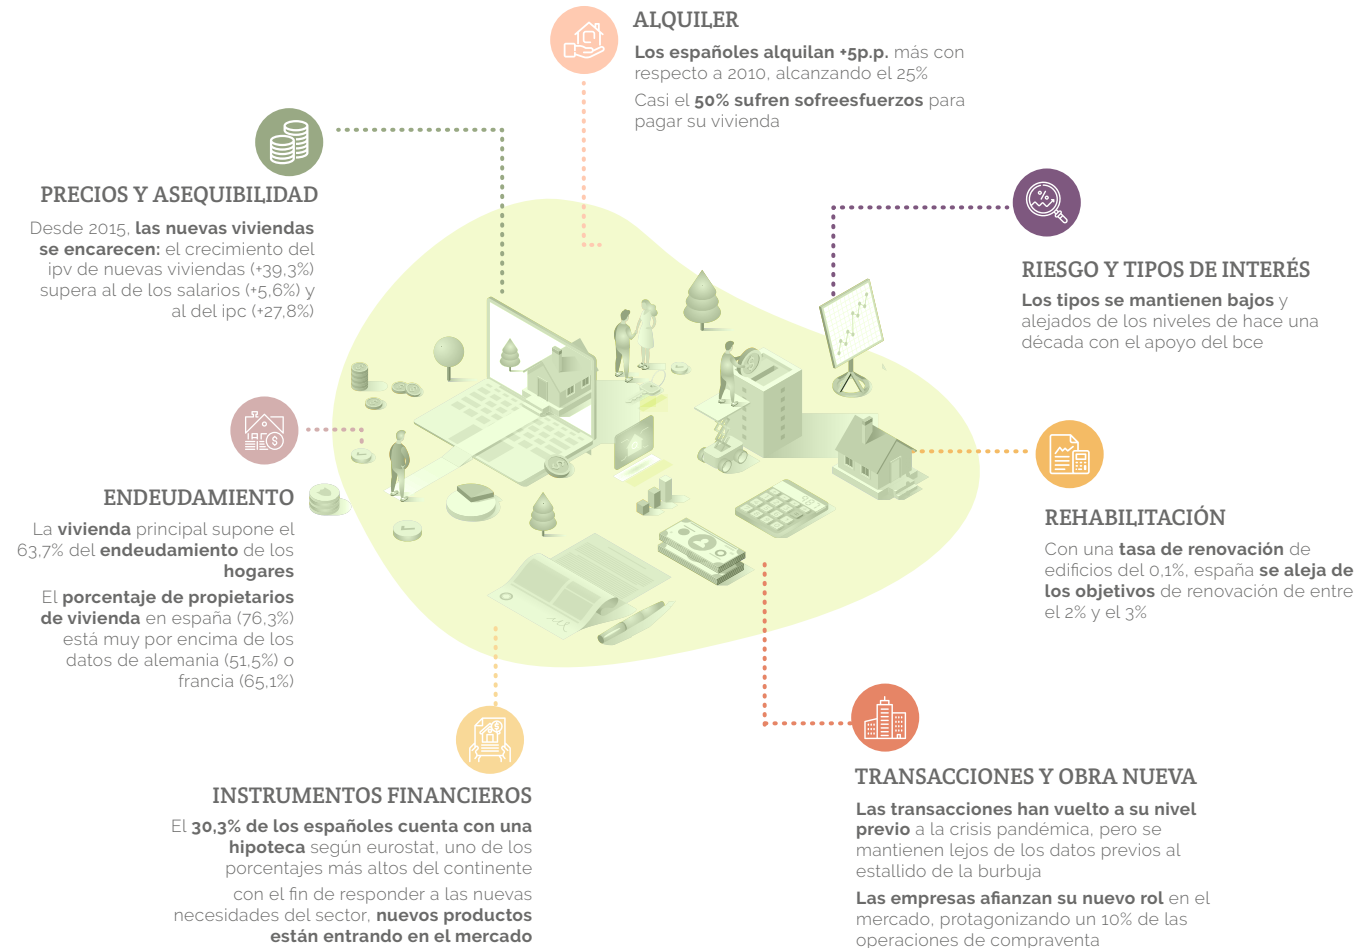 ALQUILER
Los españoles alquilan +5p.p. más con
respecto a 2010, alcanzando el 25%
Casi el 50% sufren sofreesfuerzos para
pagar su vivienda
PRECIOS Y ASEQUIBILIDAD
Desde 2015, las nuevas viviendas
se encarecen: el crecimiento del
ipv de nuevas viviendas (+39,3%)
supera al de los salarios (+5,6%) y
al del ipc (+27,8%)
RIESGO Y TIPOS DE INTERÉS
Los tipos se mantienen bajos y
alejados de los niveles de hace una
década con el apoyo del bce
ENDEUDAMIENTO
La vivienda principal supone el
63,7% del endeudamiento de los
hogares
El porcentaje de propietarios
de vivienda en españa (76,3%)
está muy por encima de los
datos de alemania (51,5%) o
francia (65,1%)
REHABILITACIÓN
Con una tasa de renovación de
edificios del 0,1%, españa se aleja de
los objetivos de renovación de entre
el 2% y el 3%
INSTRUMENTOS FINANCIEROS
El 30,3% de los españoles cuenta con una
hipoteca según eurostat, uno de los
porcentajes más altos del continente
con el fin de responder a las nuevas
necesidades del sector, nuevos productos
están entrando en el mercado
TRANSACCIONES Y OBRA NUEVA
Las transacciones han vuelto a su nivel
previo a la crisis pandémica, pero se
mantienen lejos de los datos previos al
estallido de la burbuja
Las empresas afianzan su nuevo rol en el
mercado, protagonizando un 10% de las
operaciones de compraventa